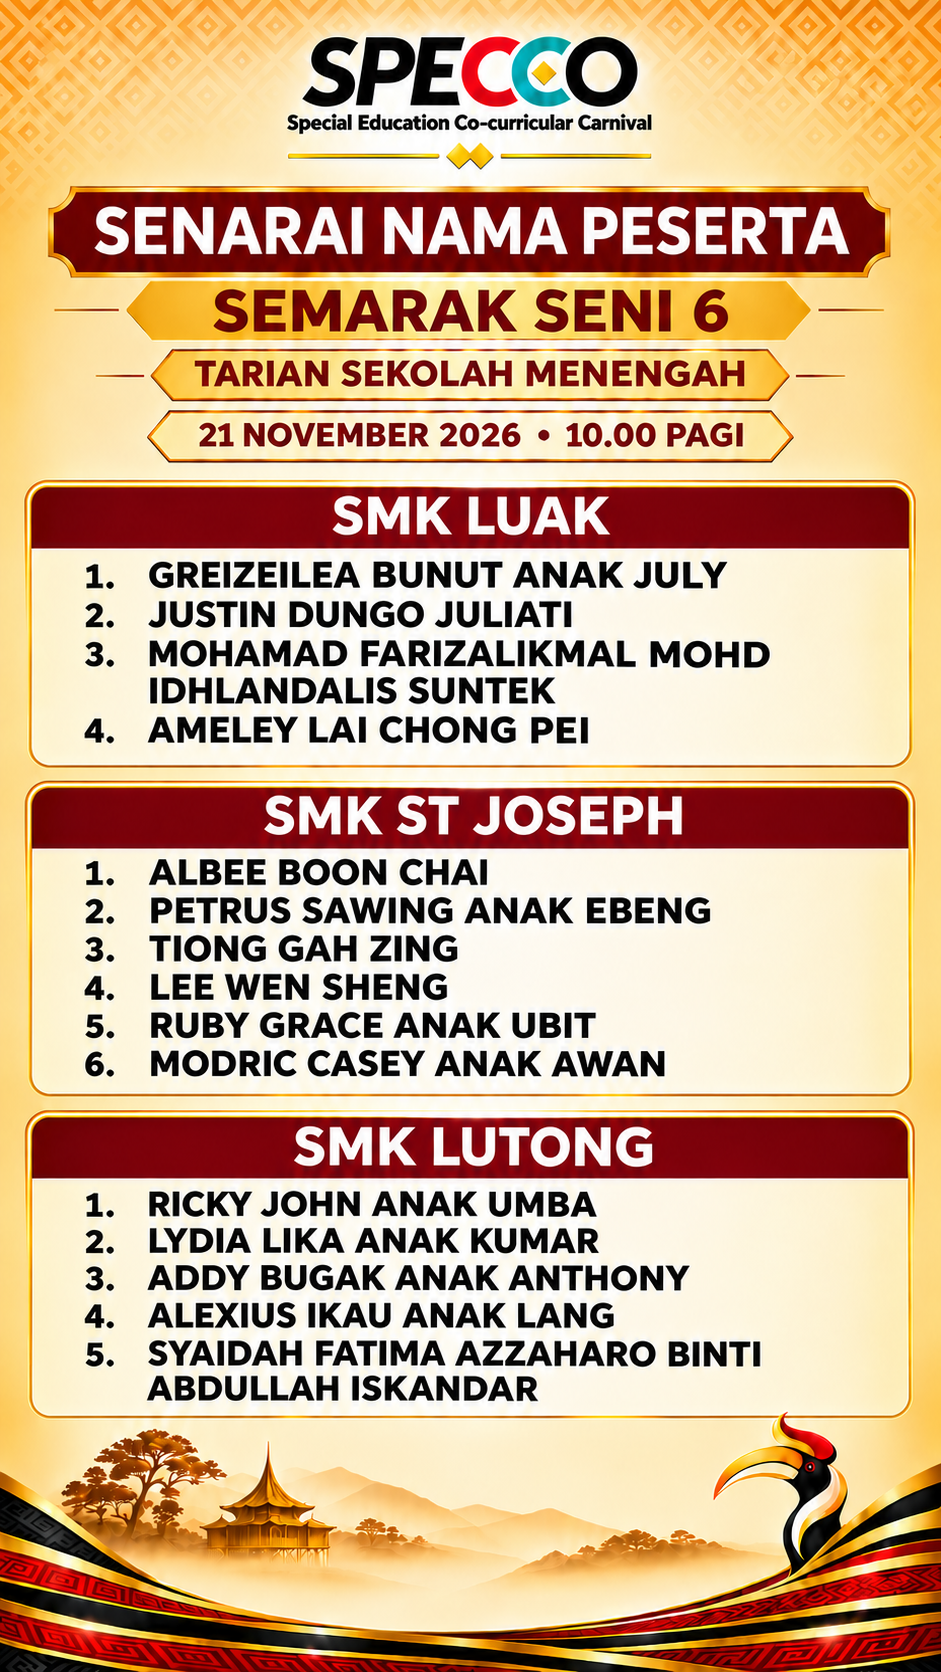 SPECCO
Special Education Co-curricular Carnival
SENARAI NAMA PESERTA
SEMARAK SENI 6
TARIAN SEKOLAH MENENGAH
21 NOVEMBER 2026 • 10.00 PAGI
SMK LUAK
1. GREIZEILEA BUNUT ANAK JULY
2. JUSTIN DUNGO JULIATI
3. MOHAMAD FARIZALIKMAL MOHD
IDHLANDALIS SUNTEK
4. AMELEY LAI CHONG PEI
SMK ST JOSEPH
1. ALBEE BOON CHAI
2. PETRUS SAWING ANAK EBENG
3. TIONG GAH ZING
4. LEE WEN SHENG
5. RUBY GRACE ANAK UBIT
6. MODRIC CASEY ANAK AWAN
SMK LUTONG
1. RICKY JOHN ANAK UMBA
2. LYDIA LIKA ANAK KUMAR
3. ADDY BUGAK ANAK ANTHONY
4. ALEXIUS IKAU ANAK LANG
5. SYAIDAH FATIMA AZZAHARO BINTI
ABDULLAH ISKANDAR